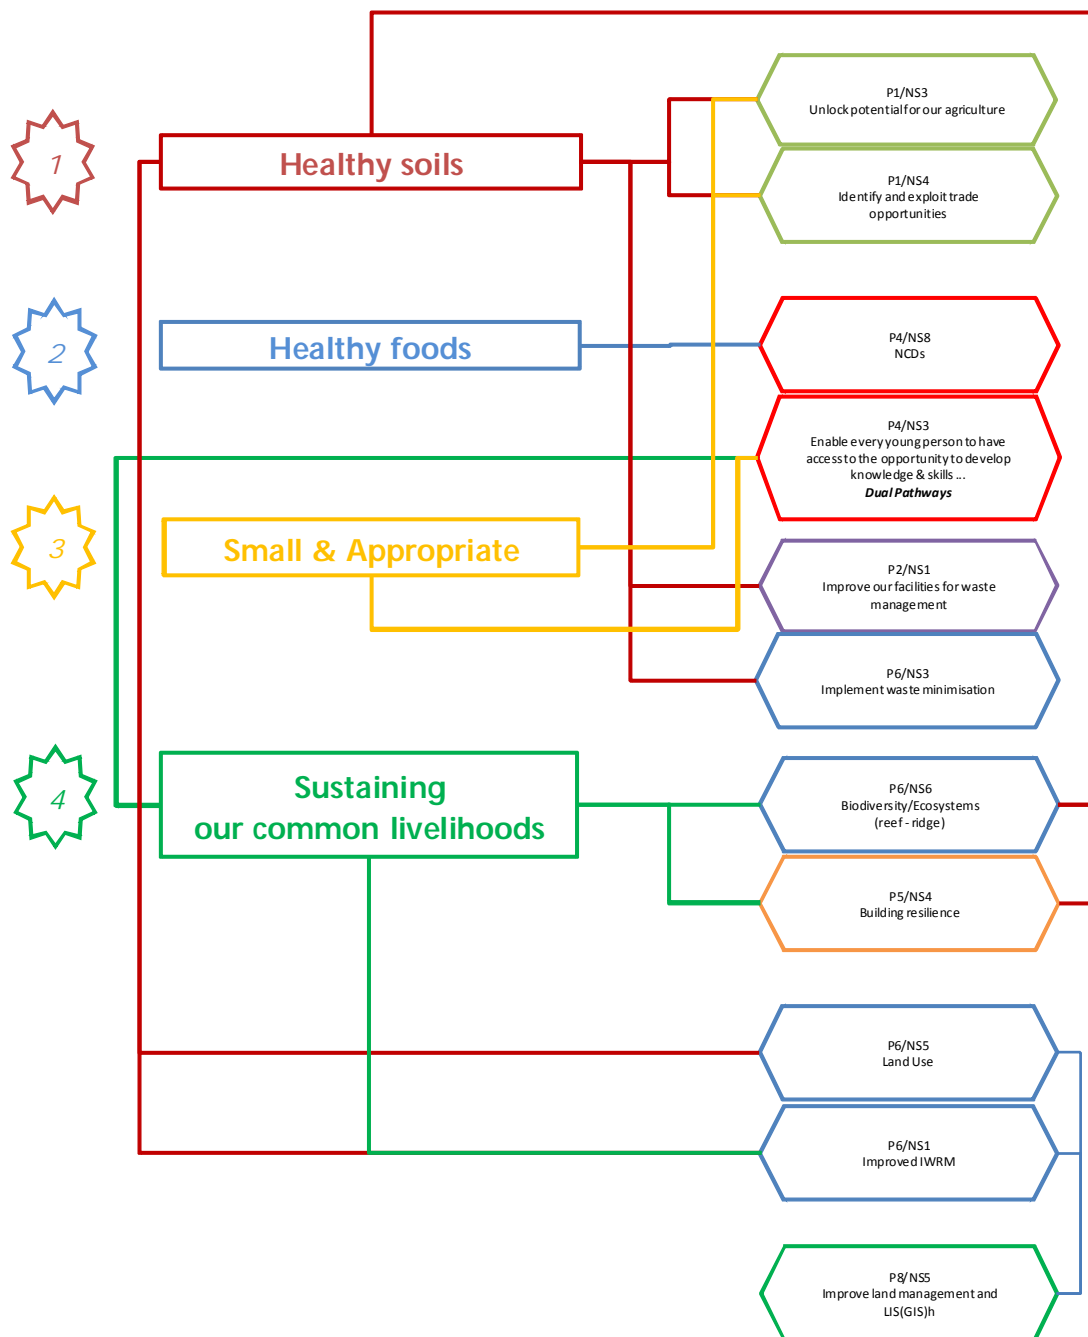 P1/NS3
Unlock potential for our agriculture
1
Healthy soils
P1/NS4
Identify and exploit trade
opportunities
2
Healthy foods
P4/NS8
NCDs
P4/NS3
Enable every young person to have
access to the opportunity to develop
knowledge & skills ...
Dual Pathways
3
Small & Appropriate
P2/NS1
Improve our facilities for waste
management
P6/NS3
Implement waste minimisation
4
Sustaining
our common livelihoods
P6/NS6
Biodiversity/Ecosystems
(reef - ridge)
P5/NS4
Building resilience
P6/NS5
Land Use
P6/NS1
Improved IWRM
P8/NS5
Improve land management and
LIS(GIS)h